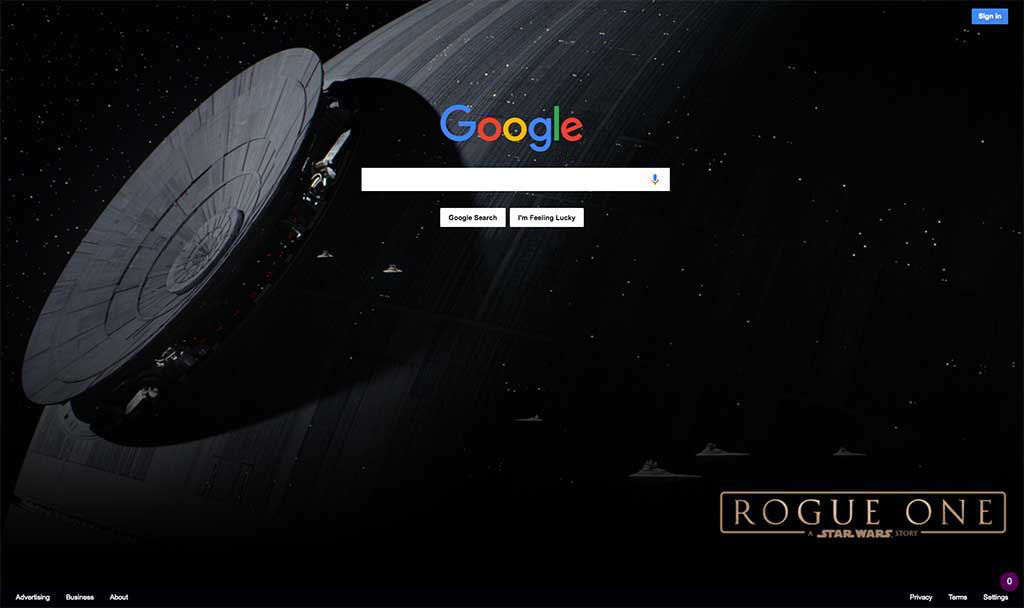 Sign in
Google
Google Search
I'm Feeling Lucky
ROGUE ONE
A STAR WARS STORY
0
Advertising Business About
Privacy Terms Settings